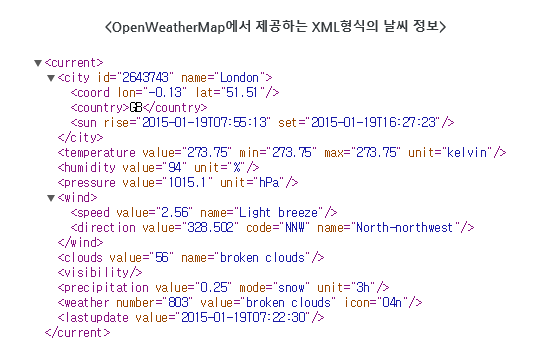 <OpenWeatherMap에서 제공하는 XML형식의 날씨 정보>
▼<current>
▼<city id="2643743" name="London">
<coord lon="-0.13" lat="51.51"/>
<country>GB</country>
<sun rise="2015-01-19T07:55:13" set="2015-01-19T16:27:23"/>
</city>
<temperature value="273.75" min="273.75" max="273.75" unit="kelvin"/>
<humidity value="94" unit="%"/>
<pressure value="1015.1" unit="hPa"/>
▼<wind>
<speed value="2.56" name="Light breeze"/>
<direction value="328.502" code="NNW" name="North-northwest"/>
</wind>
<clouds value="56" name="broken clouds"/>
<visibility/>
<precipitation value="0.25" mode="snow" unit="3h"/>
<weather number="803" value="broken clouds" icon="04n"/>
<lastupdate value="2015-01-19T07:22:30"/>
</current>